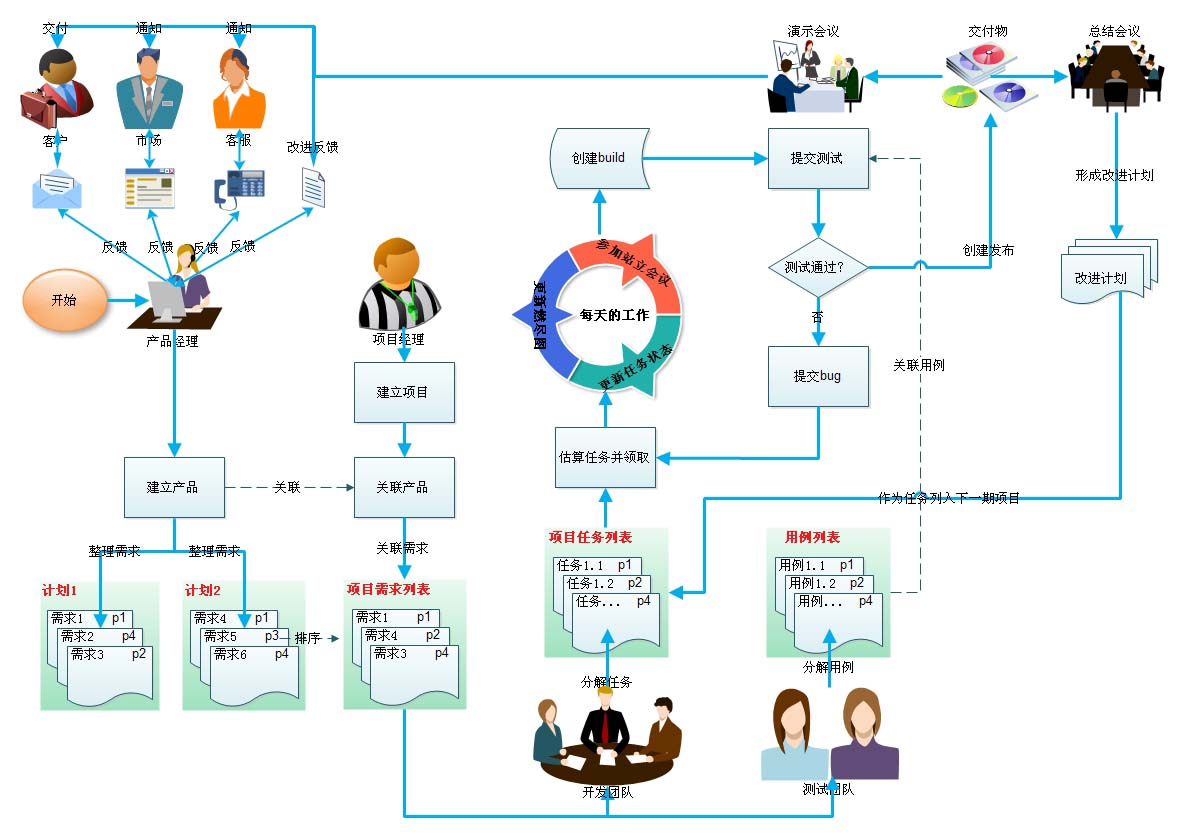 交付
通知
通知
演示会议
交付物
总结会议
客户
市场
客服
改进反馈
创建build
提交测试
形成改进计划
反馈
反馈
反馈
反馈
参加站立会议
创建发布
测试通过?
改进计划
开始
更新燃尽图
每天的工作
否
产品经理
项目经理
更新任务状态
关联用例
提交bug
建立项目
估算任务并领取
建立产品
关联
关联产品
作为任务列入下一期项目
项目任务列表
用例列表
整理需求
整理需求
关联需求
任务1.1 p1
任务1.2 p2
任务... p4
用例1.1 p1
用例1.2 p2
用例... p4
计划1
计划2
项目需求列表
需求1 p1
需求2 p4
需求3 p2
需求4 p1
需求5 p3
需求6 p4
排序
需求1 p1
需求4 p2
需求3 p4
分解任务
分解用例
开发团队
测试团队